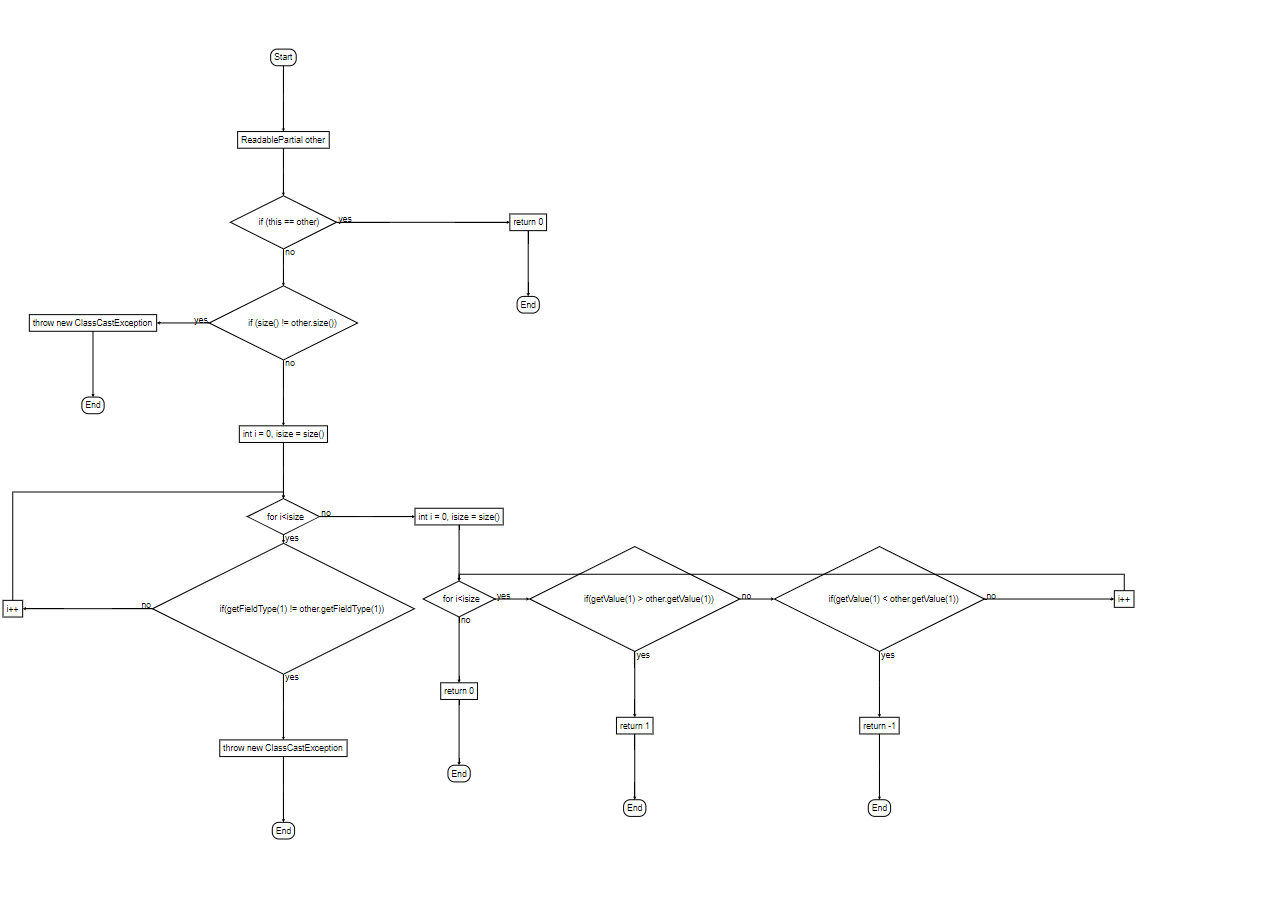 Start
ReadablePartial other
if (this == other)
yes
return 0
no
End
if (size() != other.size())
yes
throw new ClassCastException
no
End
int i = 0, isize = size()
for i<isize
no
int i = 0, isize = size()
yes
if(getFieldType(1) != other.getFieldType(1))
no
i++
yes
throw new ClassCastException
End
for i<isize
yes
if(getValue(1) > other.getValue(1))
no
if(getValue(1) < other.getValue(1))
no
i++
no
return 0
End
yes
return 1
End
yes
return -1
End